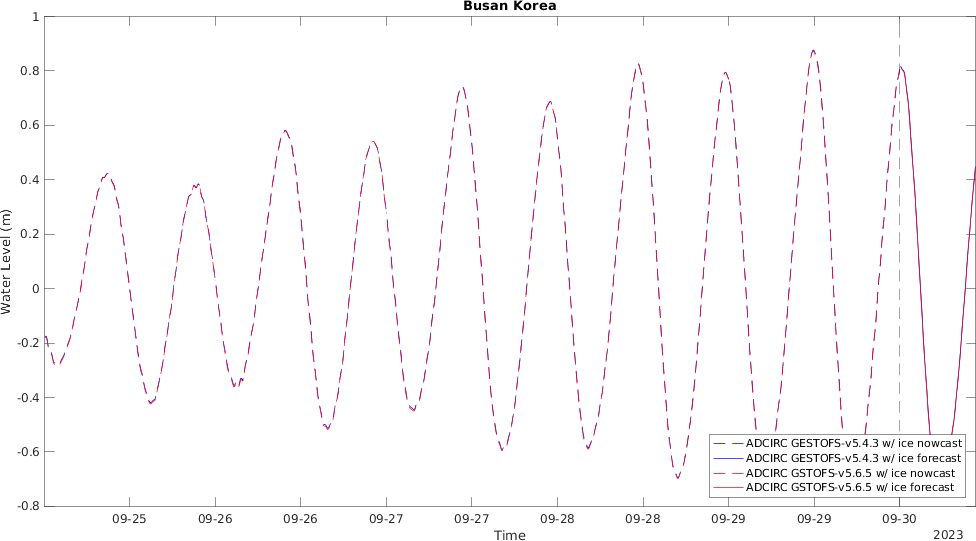 Busan Korea
1
0.8
0.6
0.4
0.2
0
-0.2
-0.4
-0.6
-0.8
Water Level (m)
ADCIRC GESTOFS-v5.4.3 w/ ice nowcast
ADCIRC GESTOFS-v5.4.3 w/ ice forecast
ADCIRC GSTOFS-v5.6.5 w/ ice nowcast
ADCIRC GSTOFS-v5.6.5 w/ ice forecast
09-25 09-26 09-26 09-27 09-27 09-28 09-28 09-29 09-29 09-30
Time
2023